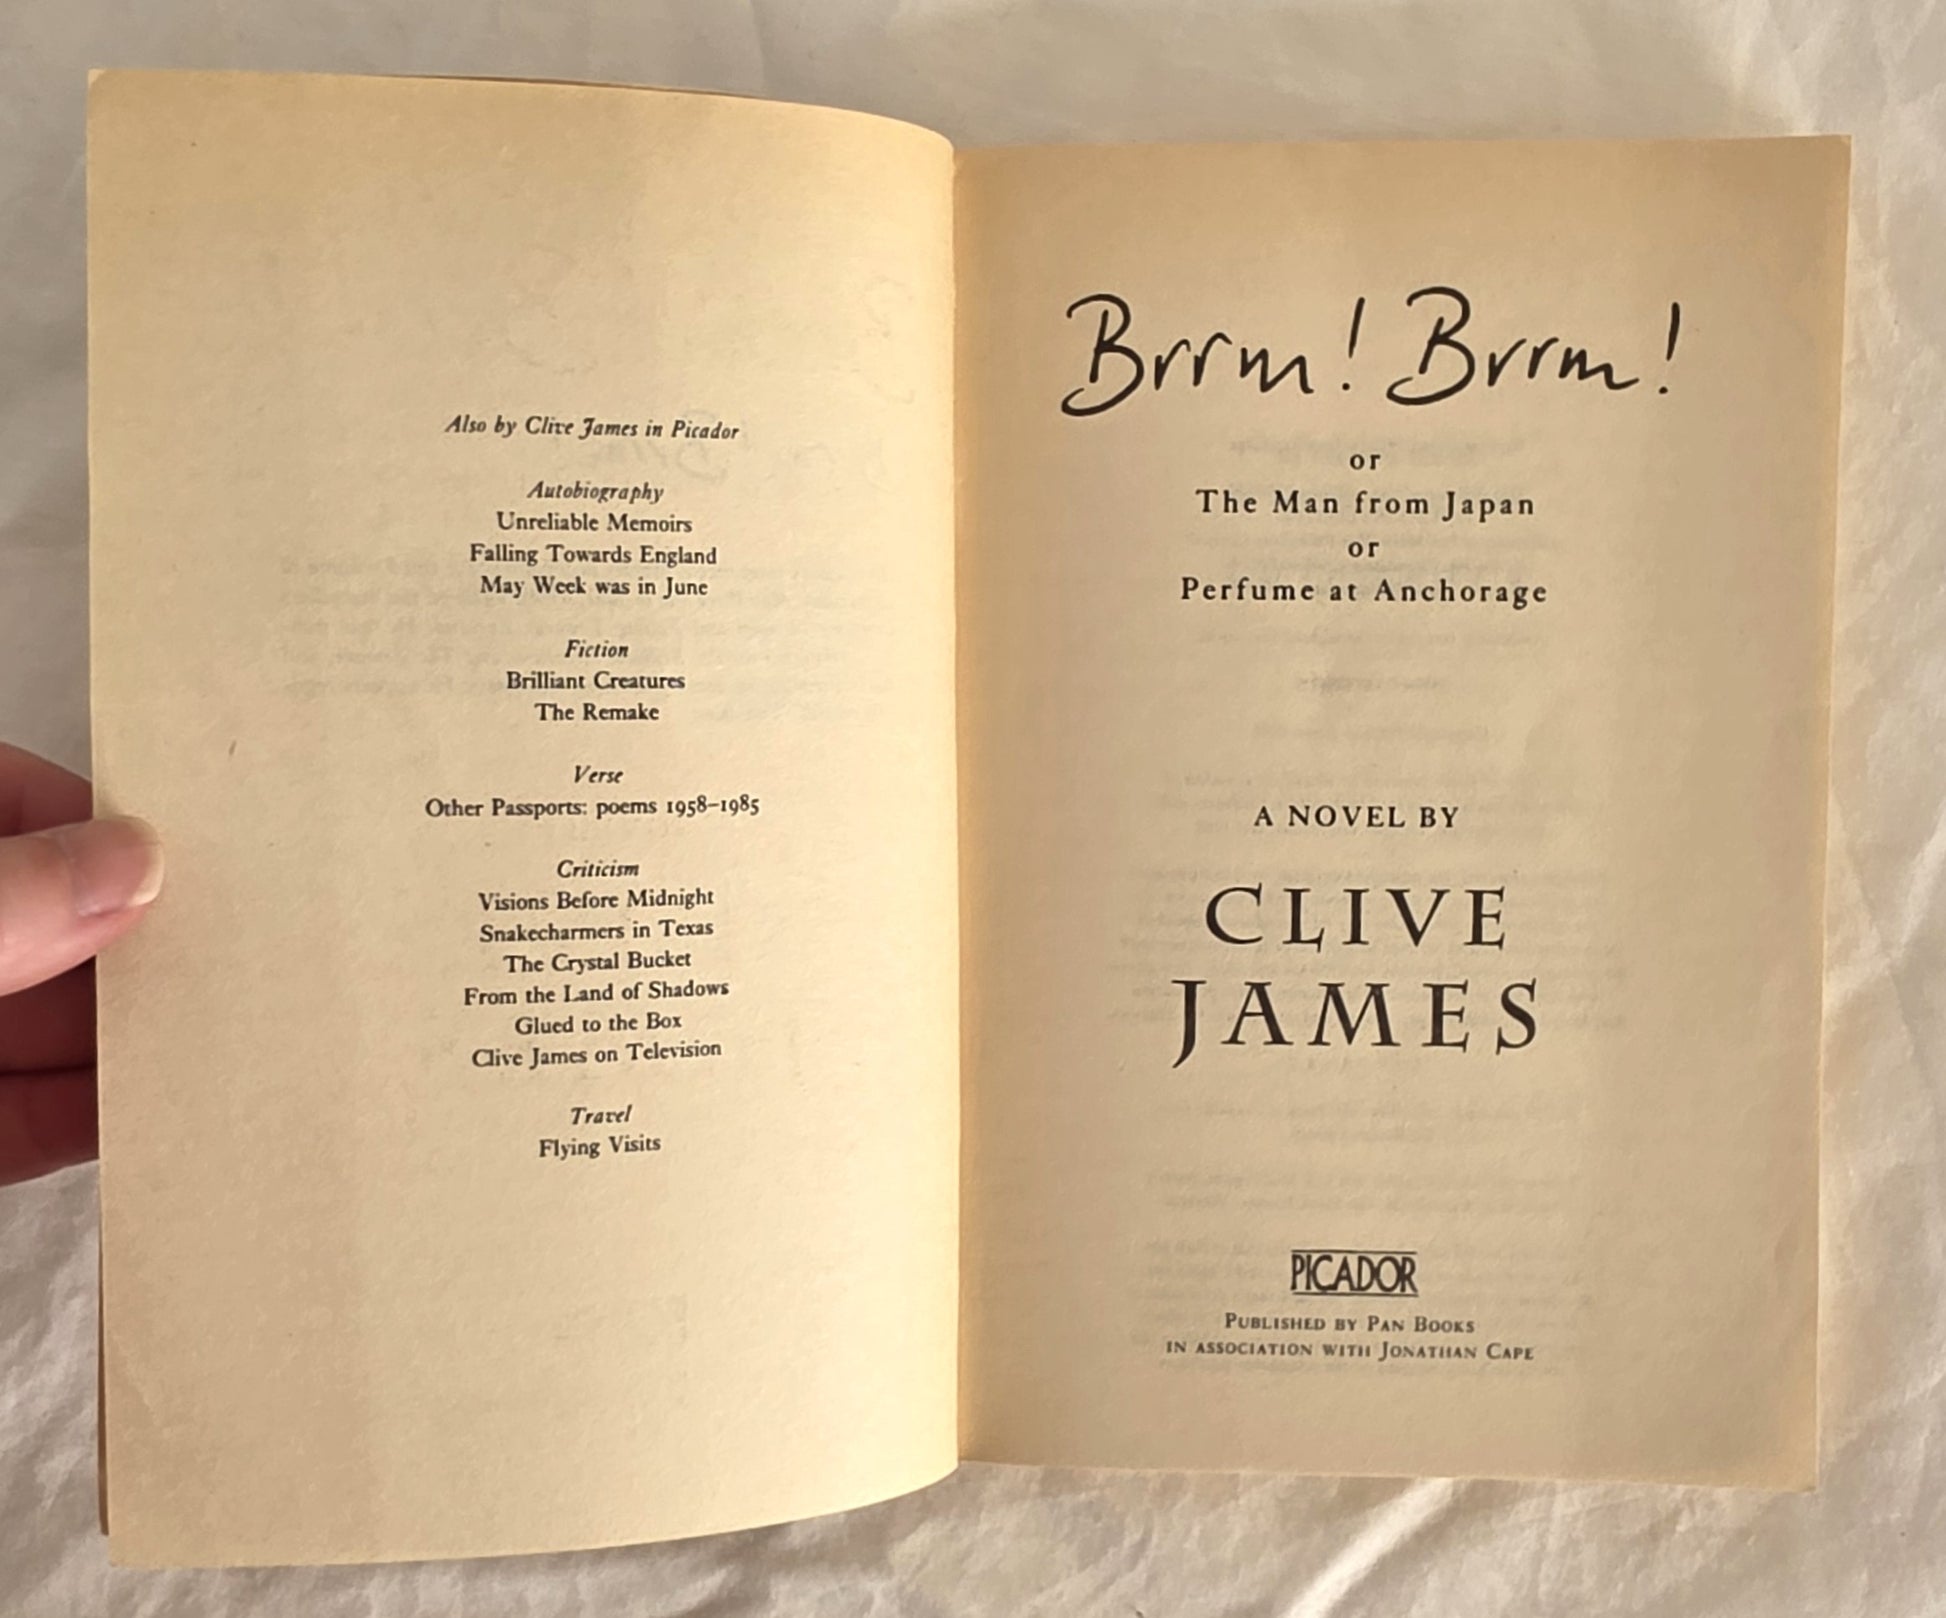 Also by Clive James in Picador
Autobiography
Unreliable Memoirs
Falling Towards England
May Week was in June
Fiction
Brilliant Creatures
The Remake
Verse
Other Passports: poems 1958–1985
Criticism
Visions Before Midnight
Snakecharmers in Texas
The Crystal Bucket
From the Land of Shadows
Glued to the Box
Clive James on Television
Travel
Flying Visits
Brrm! Brrm!
or
The Man from Japan
or
Perfume at Anchorage
A NOVEL BY
CLIVE
JAMES
PICADOR
PUBLISHED BY PAN BOOKS
IN ASSOCIATION WITH JONATHAN CAPE